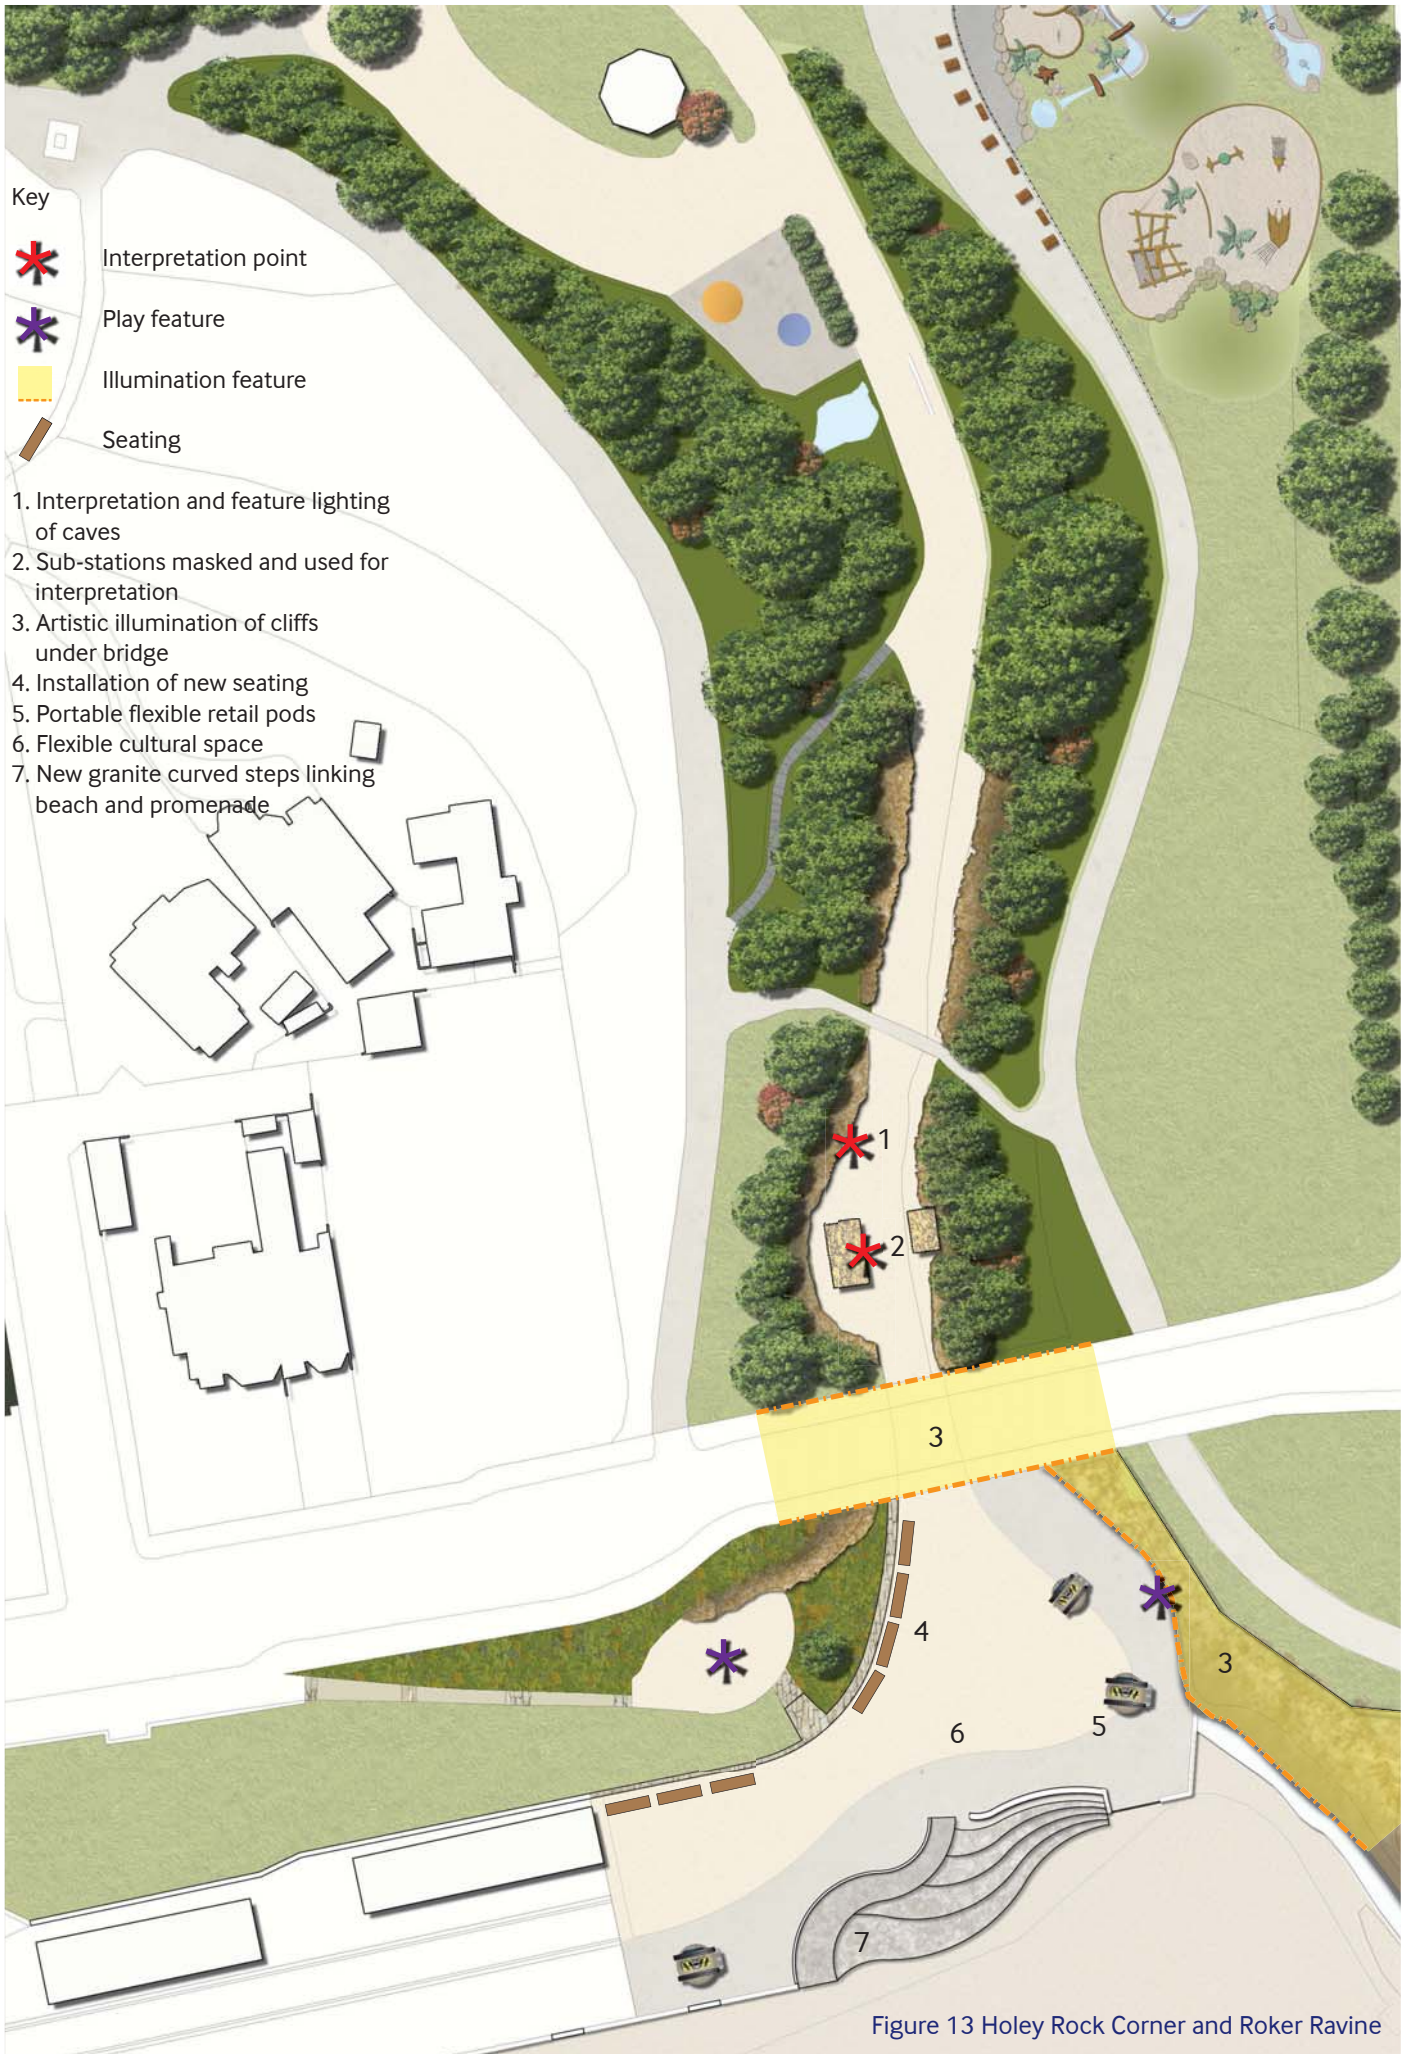 Key
Interpretation point
Play feature
Illumination feature
Seating
1. Interpretation and feature lighting
of caves
2. Sub-stations masked and used for
interpretation
3. Artistic illumination of cliffs
under bridge
4. Installation of new seating
5. Portable flexible retail pods
6. Flexible cultural space
7. New granite curved steps linking
beach and promenade
1
2
3
4
3
5
6
7
Figure 13 Holey Rock Corner and Roker Ravine